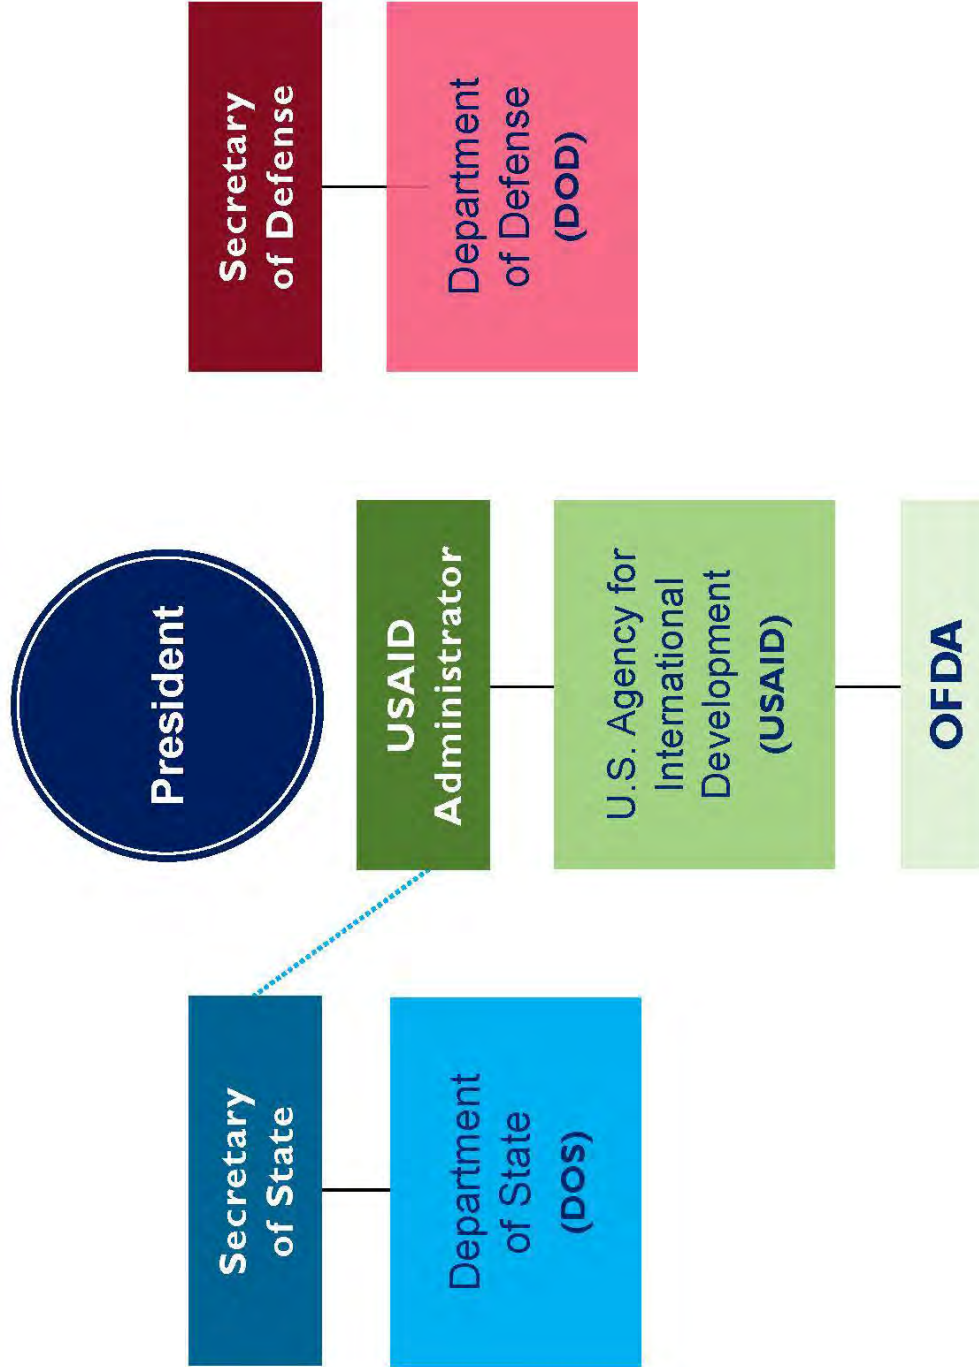 President
Secretary
of State
Department
of State
(DOS)
USAID
Administrator
U.S. Agency for
International
Development
(USAID)
OFDA
Secretary
of Defense
Department
of Defense
(DOD)